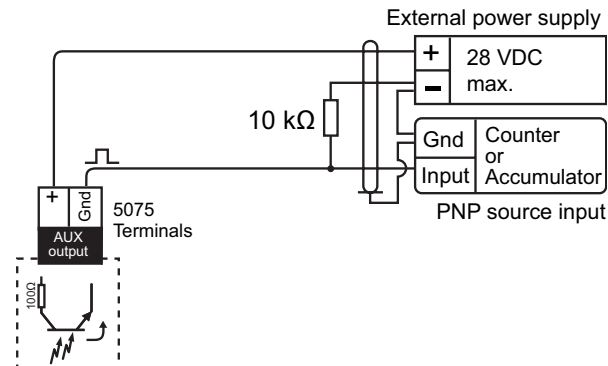 External power supply
+
28 VDC
−
max.
10 kΩ
Gnd
Counter
or
Input
Accumulator
PNP source input
+
Gnd
5075
Terminals
AUX
output
100Ω